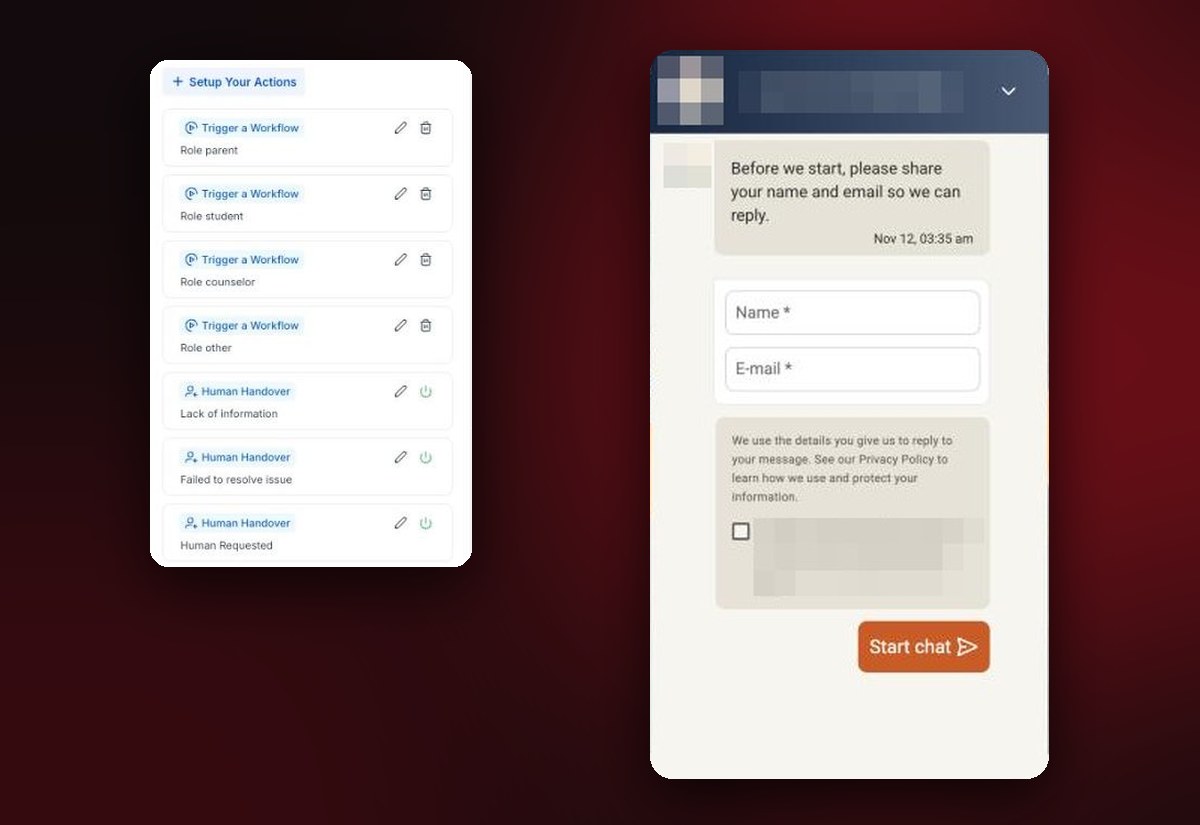 + Setup Your Actions
Trigger a Workflow
Role parent
Trigger a Workflow
Role student
Trigger a Workflow
Role counselor
Trigger a Workflow
Role other
Human Handover
Lack of information
Human Handover
Failed to resolve issue
Human Handover
Human Requested
Before we start, please share
your name and email so we can
reply.
Nov 12, 03:35 am
Name *
E-mail *
We use the details you give us to reply to
your message. See our Privacy Policy to
learn how we use and protect your
information.
Start chat